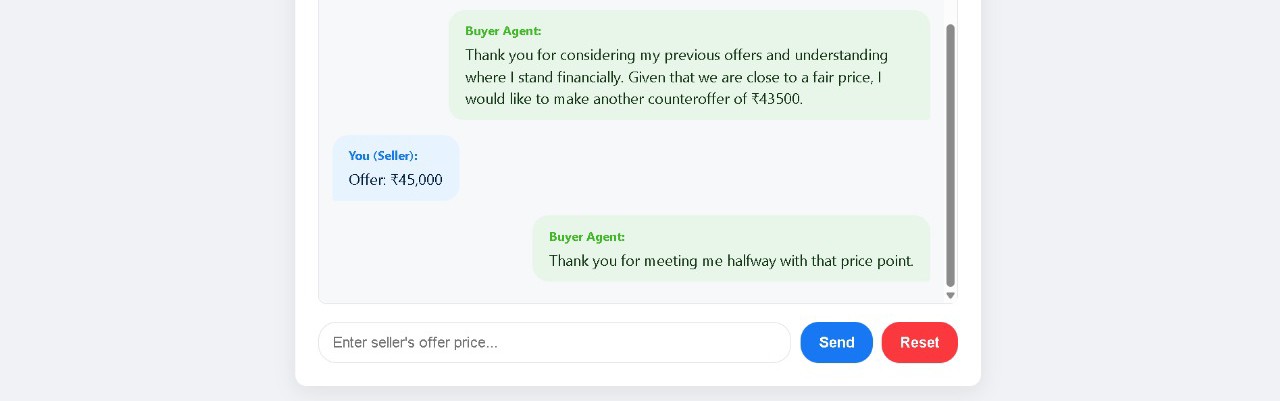 Buyer Agent:
Thank you for considering my previous offers and understanding
where I stand financially. Given that we are close to a fair price, I
would like to make another counteroffer of ₹43500.
You (Seller):
Offer: ₹45,000
Buyer Agent:
Thank you for meeting me halfway with that price point.
Enter seller's offer price...
Send
Reset